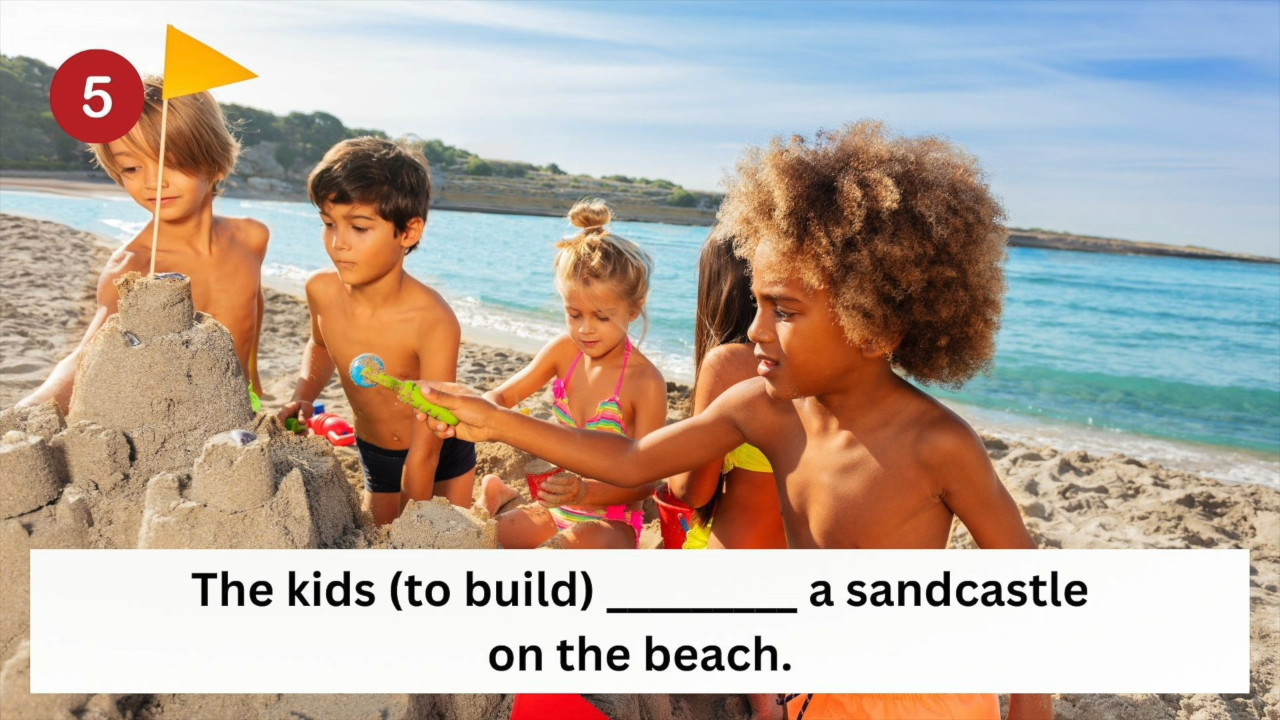 5
The kids (to build) _________ a sandcastle
on the beach.